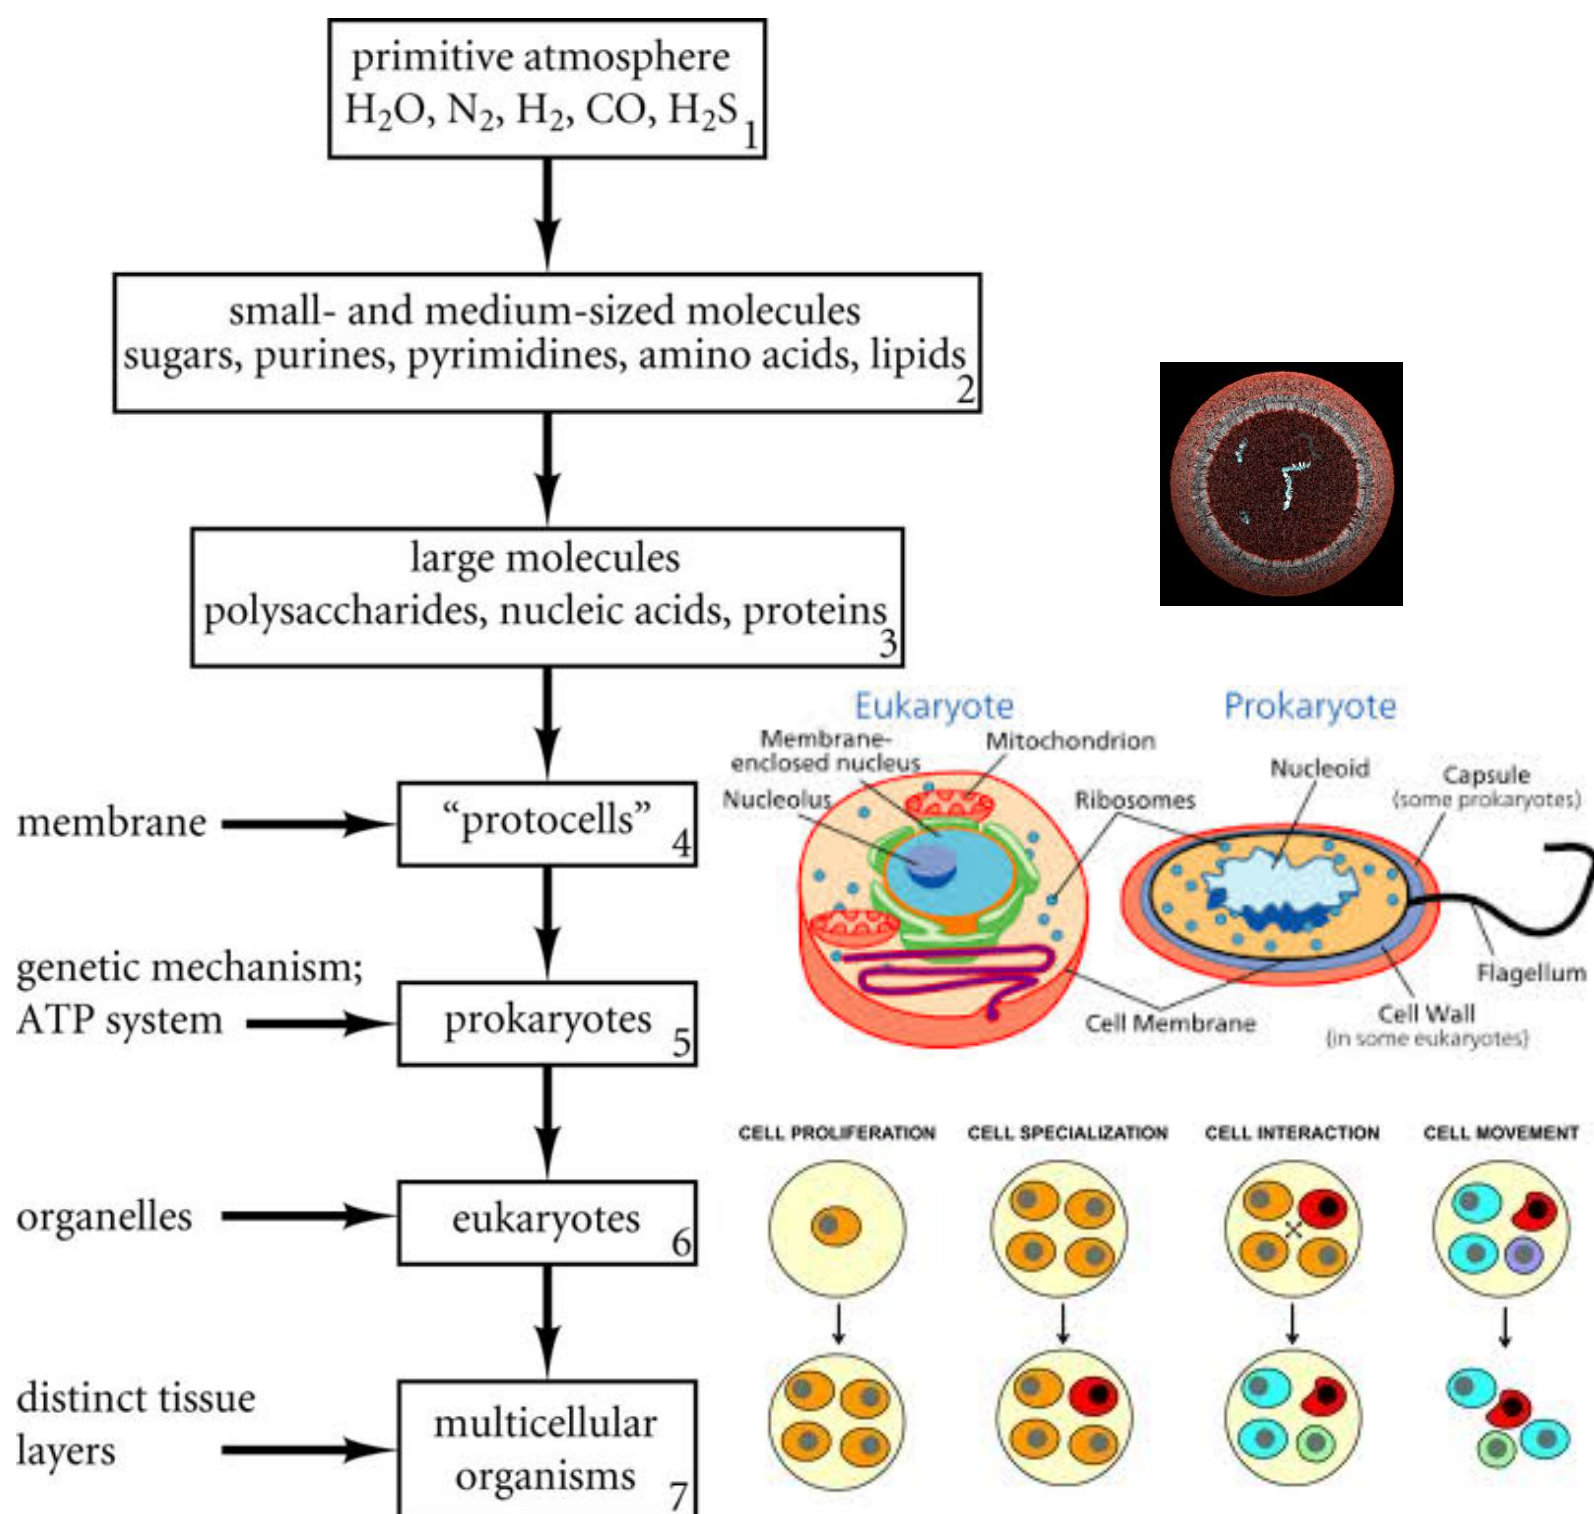 primitive atmosphere
H₂O, N₂, H₂, CO, H₂S
1
small- and medium-sized molecules
sugars, purines, pyrimidines, amino acids, lipids
2
large molecules
polysaccharides, nucleic acids, proteins
3
membrane
“protocells”
4
genetic mechanism;
ATP system
prokaryotes
5
organelles
eukaryotes
6
distinct tissue
layers
multicellular
organisms
7
Eukaryote
Membrane-
enclosed nucleus
Mitochondrion
Nucleolus
Ribosomes
Cell Membrane
Prokaryote
Nucleoid
Capsule
(some prokaryotes)
Flagellum
Cell Wall
(in some eukaryotes)
CELL PROLIFERATION
CELL SPECIALIZATION
CELL INTERACTION
CELL MOVEMENT